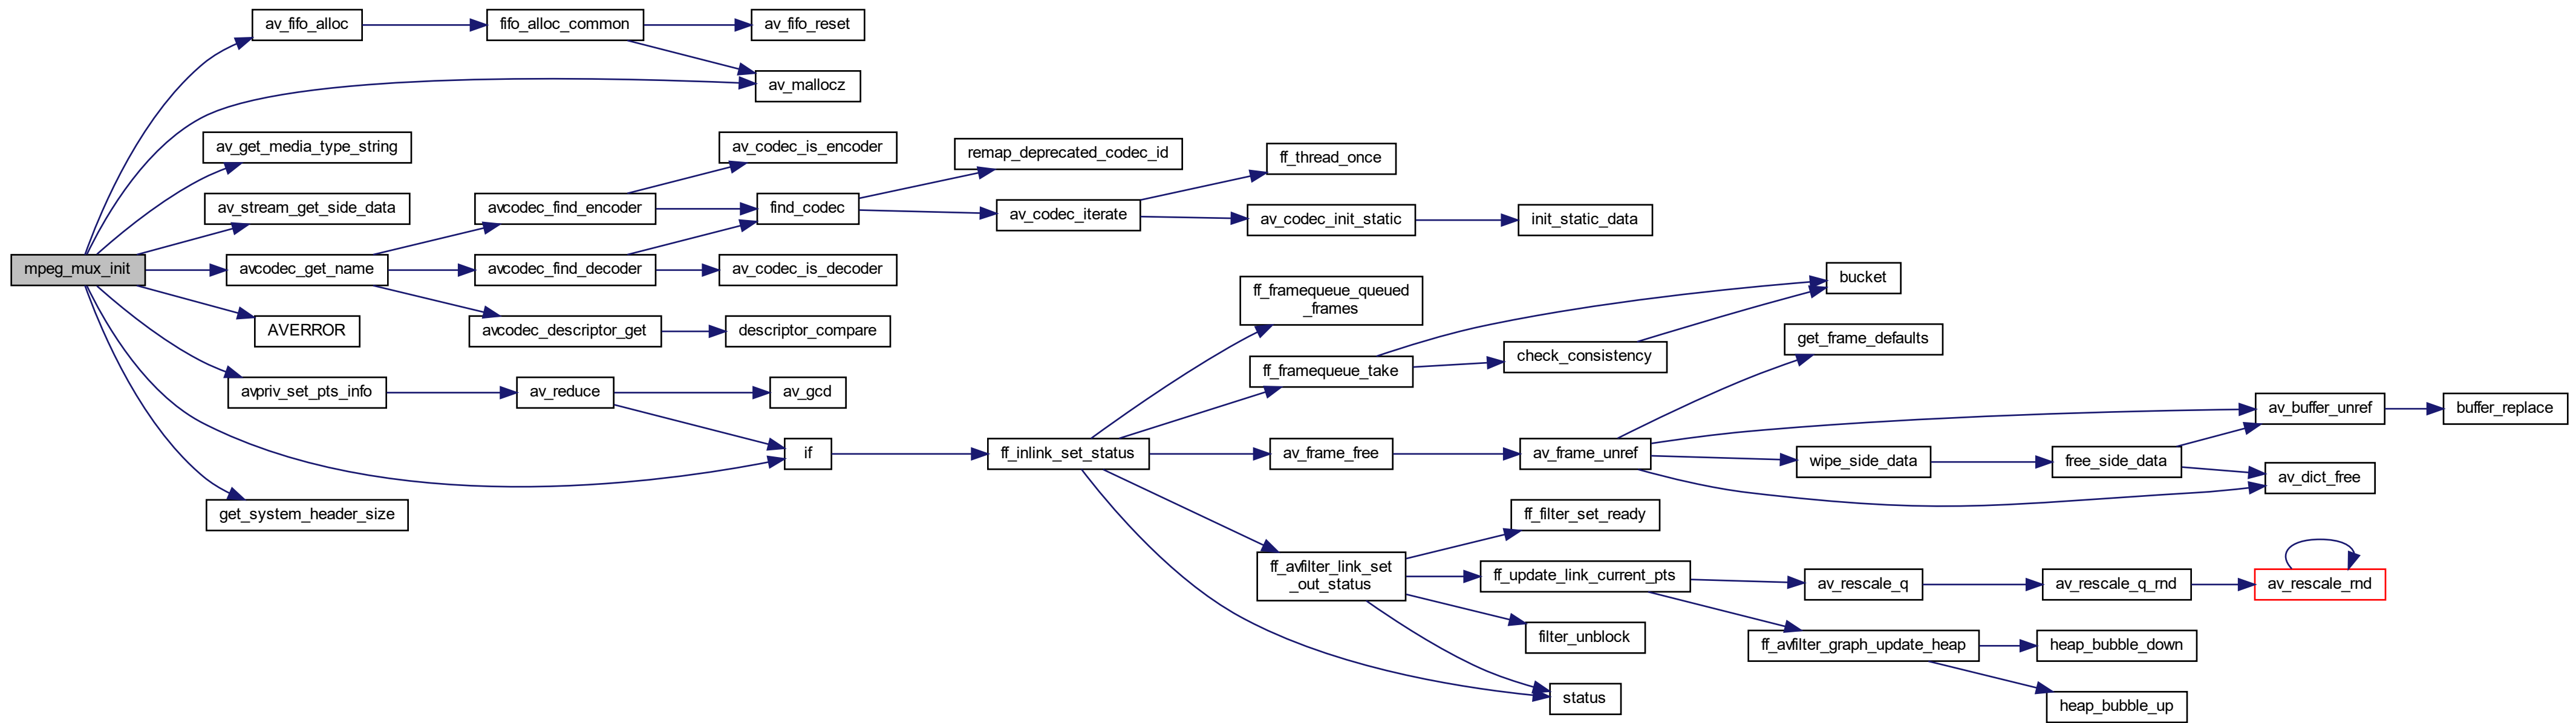 av_fifo_alloc
fifo_alloc_common
av_fifo_reset
av_mallocz
av_get_media_type_string
av_codec_is_encoder
remap_deprecated_codec_id
ff_thread_once
av_stream_get_side_data
avcodec_find_encoder
find_codec
av_codec_iterate
av_codec_init_static
init_static_data
mpeg_mux_init
avcodec_get_name
avcodec_find_decoder
av_codec_is_decoder
ff_framequeue_queued
_frames
bucket
AVERROR
avcodec_descriptor_get
descriptor_compare
get_frame_defaults
check_consistency
ff_framequeue_take
avpriv_set_pts_info
av_reduce
av_gcd
av_buffer_unref
buffer_replace
if
ff_inlink_set_status
av_frame_free
av_frame_unref
wipe_side_data
free_side_data
av_dict_free
get_system_header_size
ff_filter_set_ready
ff_avfilter_link_set
_out_status
ff_update_link_current_pts
av_rescale_q
av_rescale_q_rnd
av_rescale_rnd
filter_unblock
ff_avfilter_graph_update_heap
heap_bubble_down
status
heap_bubble_up